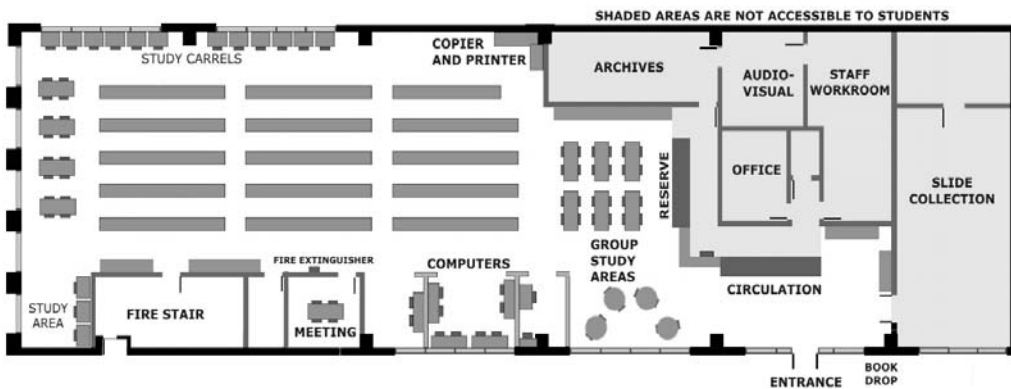 SHADED AREAS ARE NOT ACCESSIBLE TO STUDENTS
COPIER
AND PRINTER
STUDY CARRELS
ARCHIVES
AUDIO-
VISUAL
STAFF
WORKROOM
OFFICE
RESERVE
SLIDE
COLLECTION
GROUP
STUDY
AREAS
FIRE EXTINGUISHER
COMPUTERS
CIRCULATION
STUDY
AREA
FIRE STAIR
MEETING
ENTRANCE
BOOK
DROP